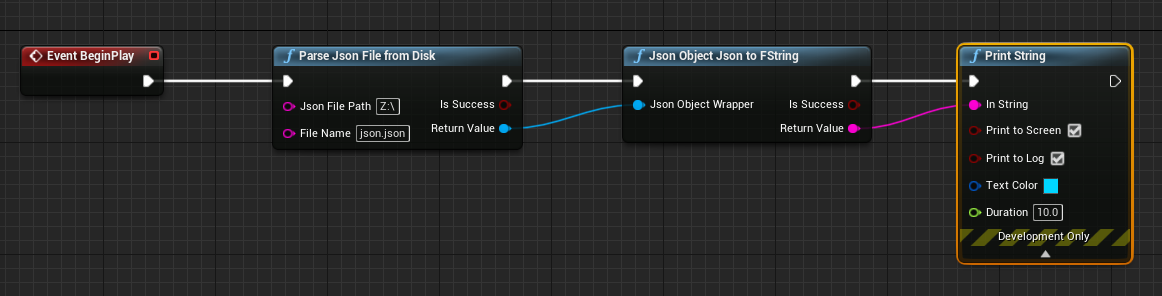 Event BeginPlay
Parse Json File from Disk
Json File Path Z:\ Is Success
File Name json.json Return Value
Json Object Json to FString
Json Object Wrapper Is Success
Return Value
Print String
In String
Print to Screen
Print to Log
Text Color
Duration 10.0
Development Only